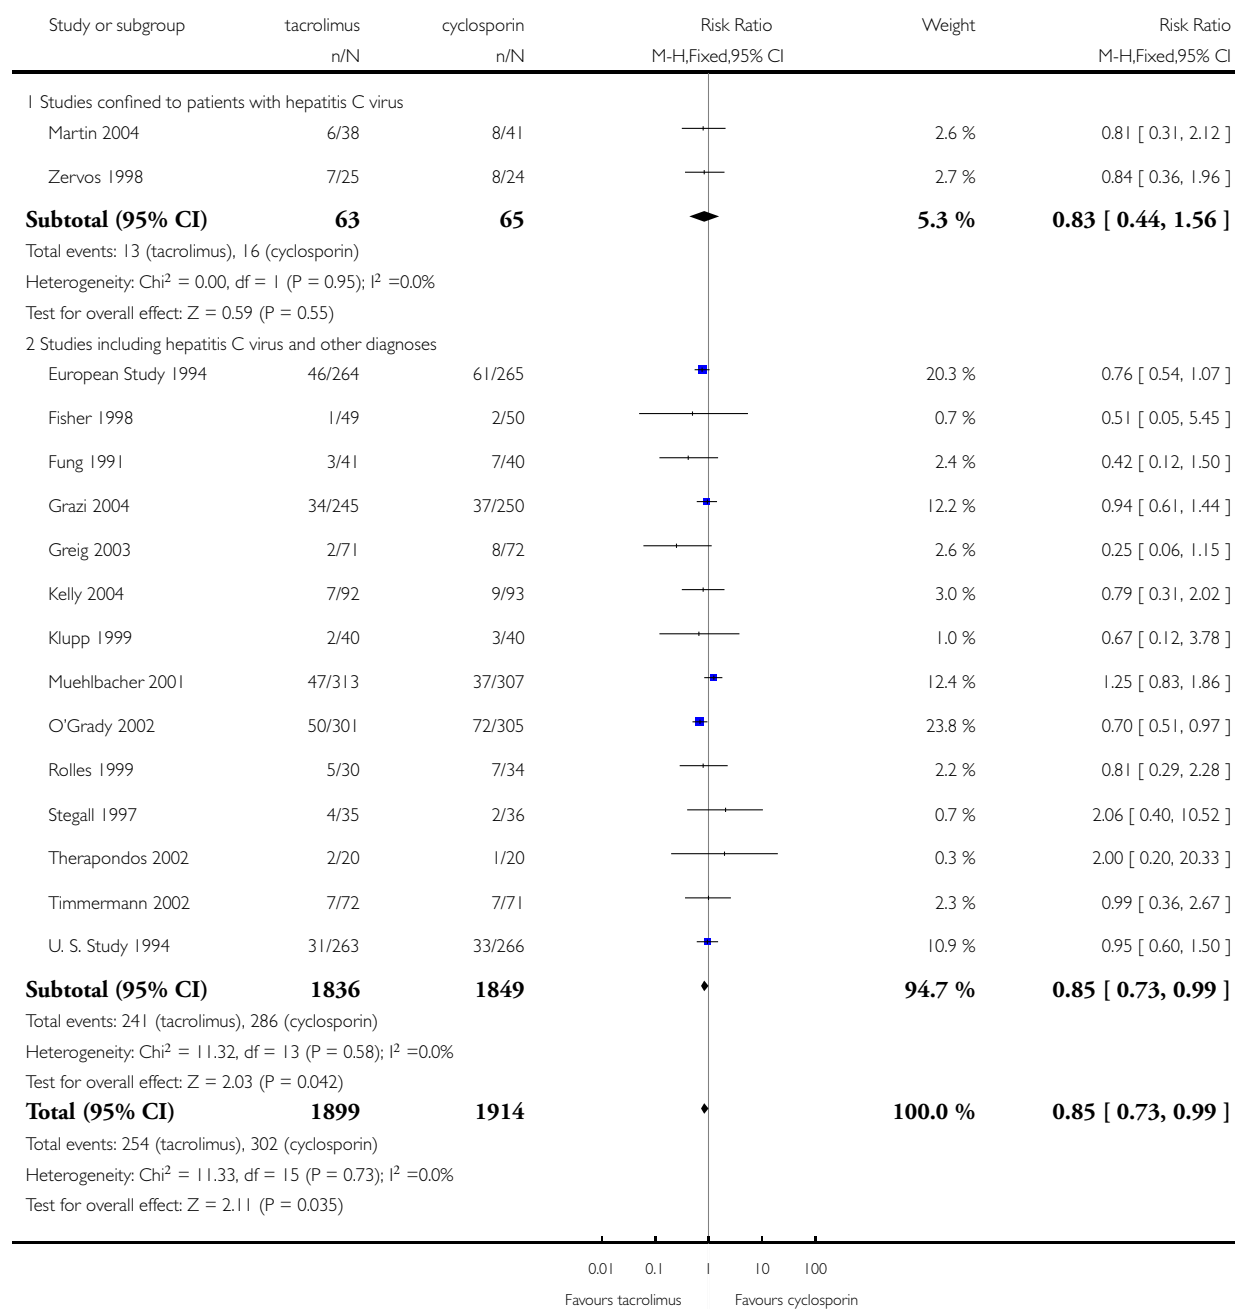 Study or subgroup tacrolimus cyclosporin Risk Ratio Weight Risk Ratio
n/N n/N M-H,Fixed,95% CI M-H,Fixed,95% CI
1 Studies confined to patients with hepatitis C virus
Martin 2004 6/38 8/41 2.6 % 0.81 [ 0.31, 2.12 ]
Zervos 1998 7/25 8/24 2.7 % 0.84 [ 0.36, 1.96 ]
Subtotal (95% CI) 63 65 5.3 % 0.83 [ 0.44, 1.56 ]
Total events: 13 (tacrolimus), 16 (cyclosporin)
Heterogeneity: Chi² = 0.00, df = 1 (P = 0.95); I² =0.0%
Test for overall effect: Z = 0.59 (P = 0.55)
2 Studies including hepatitis C virus and other diagnoses
European Study 1994 46/264 61/265 20.3 % 0.76 [ 0.54, 1.07 ]
Fisher 1998 1/49 2/50 0.7 % 0.51 [ 0.05, 5.45 ]
Fung 1991 3/41 7/40 2.4 % 0.42 [ 0.12, 1.50 ]
Grazi 2004 34/245 37/250 12.2 % 0.94 [ 0.61, 1.44 ]
Greig 2003 2/71 8/72 2.6 % 0.25 [ 0.06, 1.15 ]
Kelly 2004 7/92 9/93 3.0 % 0.79 [ 0.31, 2.02 ]
Klupp 1999 2/40 3/40 1.0 % 0.67 [ 0.12, 3.78 ]
Muehlbacher 2001 47/313 37/307 12.4 % 1.25 [ 0.83, 1.86 ]
O'Grady 2002 50/301 72/305 23.8 % 0.70 [ 0.51, 0.97 ]
Rolles 1999 5/30 7/34 2.2 % 0.81 [ 0.29, 2.28 ]
Stegall 1997 4/35 2/36 0.7 % 2.06 [ 0.40, 10.52 ]
Therapondos 2002 2/20 1/20 0.3 % 2.00 [ 0.20, 20.33 ]
Timmermann 2002 7/72 7/71 2.3 % 0.99 [ 0.36, 2.67 ]
U. S. Study 1994 31/263 33/266 10.9 % 0.95 [ 0.60, 1.50 ]
Subtotal (95% CI) 1836 1849 94.7 % 0.85 [ 0.73, 0.99 ]
Total events: 241 (tacrolimus), 286 (cyclosporin)
Heterogeneity: Chi² = 11.32, df = 13 (P = 0.58); I² =0.0%
Test for overall effect: Z = 2.03 (P = 0.042)
Total (95% CI) 1899 1914 100.0 % 0.85 [ 0.73, 0.99 ]
Total events: 254 (tacrolimus), 302 (cyclosporin)
Heterogeneity: Chi² = 11.33, df = 15 (P = 0.73); I² =0.0%
Test for overall effect: Z = 2.11 (P = 0.035)
0.01 0.1 1 10 100
Favours tacrolimus Favours cyclosporin